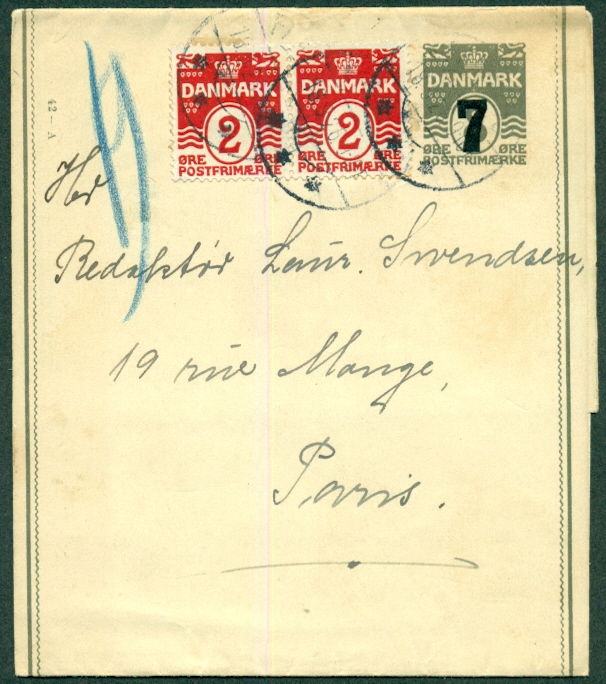 DANMARK
2
ØRE ØRE
POSTFRIMÆRKE
DANMARK
2
ØRE ØRE
POSTFRIMÆRKE
DANMARK
7
ØRE
POSTFRIMÆRKE
42 - A
Hr
Redaktør Laur. Swendsen,
19 rue Monge,
Paris.